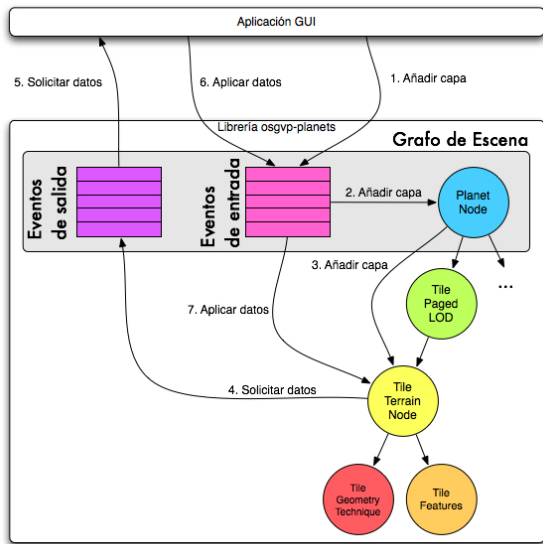 Aplicación GUI
5. Solicitar datos
6. Aplicar datos
1. Añadir capa
Librería osgvp-planets
Grafo de Escena
Eventos
de salida
Eventos
de entrada
2. Añadir capa
Planet
Node
3. Añadir capa
...
Tile
Paged
LOD
7. Aplicar datos
4. Solicitar datos
Tile
Terrain
Node
Tile
Geometry
Technique
Tile
Features